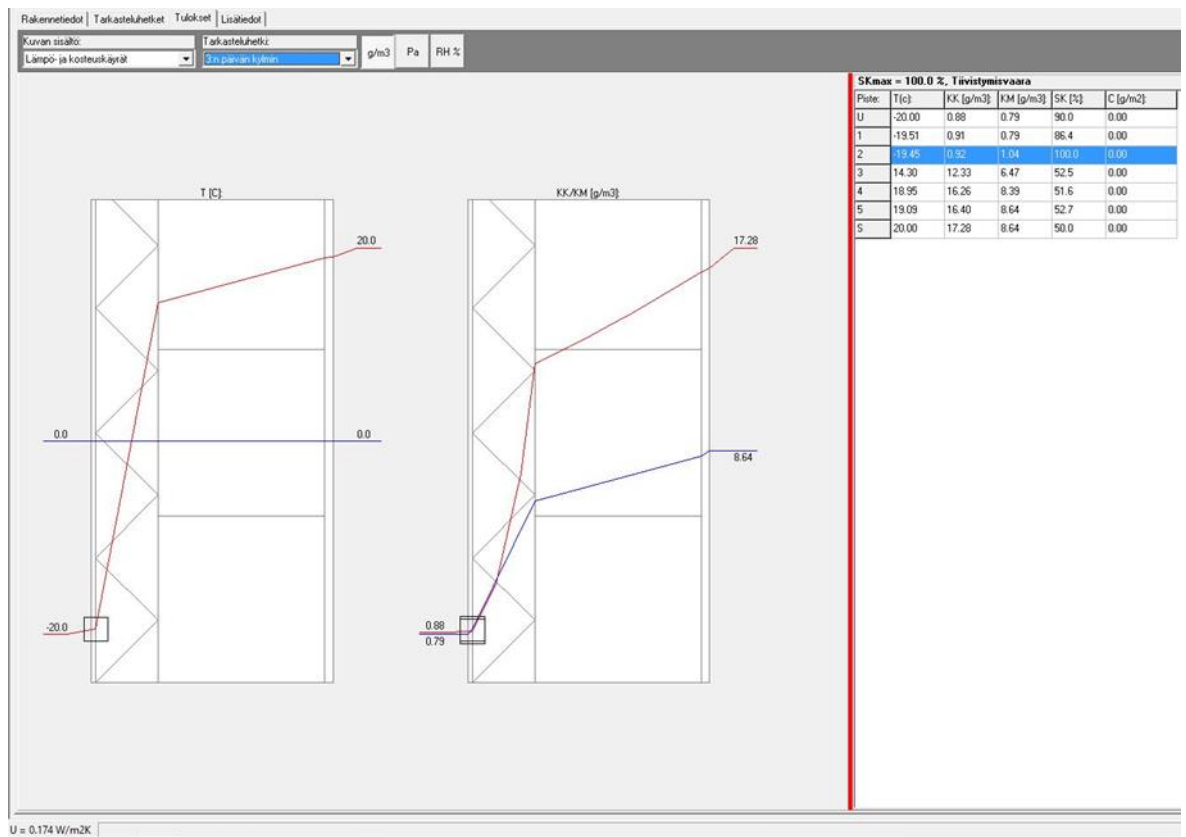 Rakennetiedot Tarkasteluhetket Tulokset Lisätiedot
Kuvan sisältö: Tarkasteluhetki:
Lämpö- ja kosteuskäyrät 3:n päivän kylmin g/m3 Pa RH %
SKmax = 100.0 %, Tiivistymisvaara
Piste: T(c): KK [g/m3]: KM [g/m3]: SK [%]: C [g/m2]:
U -20.00 0.88 0.79 90.0 0.00
1 -19.51 0.91 0.79 86.4 0.00
2 -19.45 0.92 1.04 100.0 0.00
3 14.30 12.33 6.47 52.5 0.00
4 18.95 16.26 8.39 51.6 0.00
5 19.09 16.40 8.64 52.7 0.00
S 20.00 17.28 8.64 50.0 0.00
T [C]:
20.0
0.0 0.0
-20.0
KK/KM [g/m3]:
17.28
8.64
0.88
0.79
U = 0.174 W/m2K